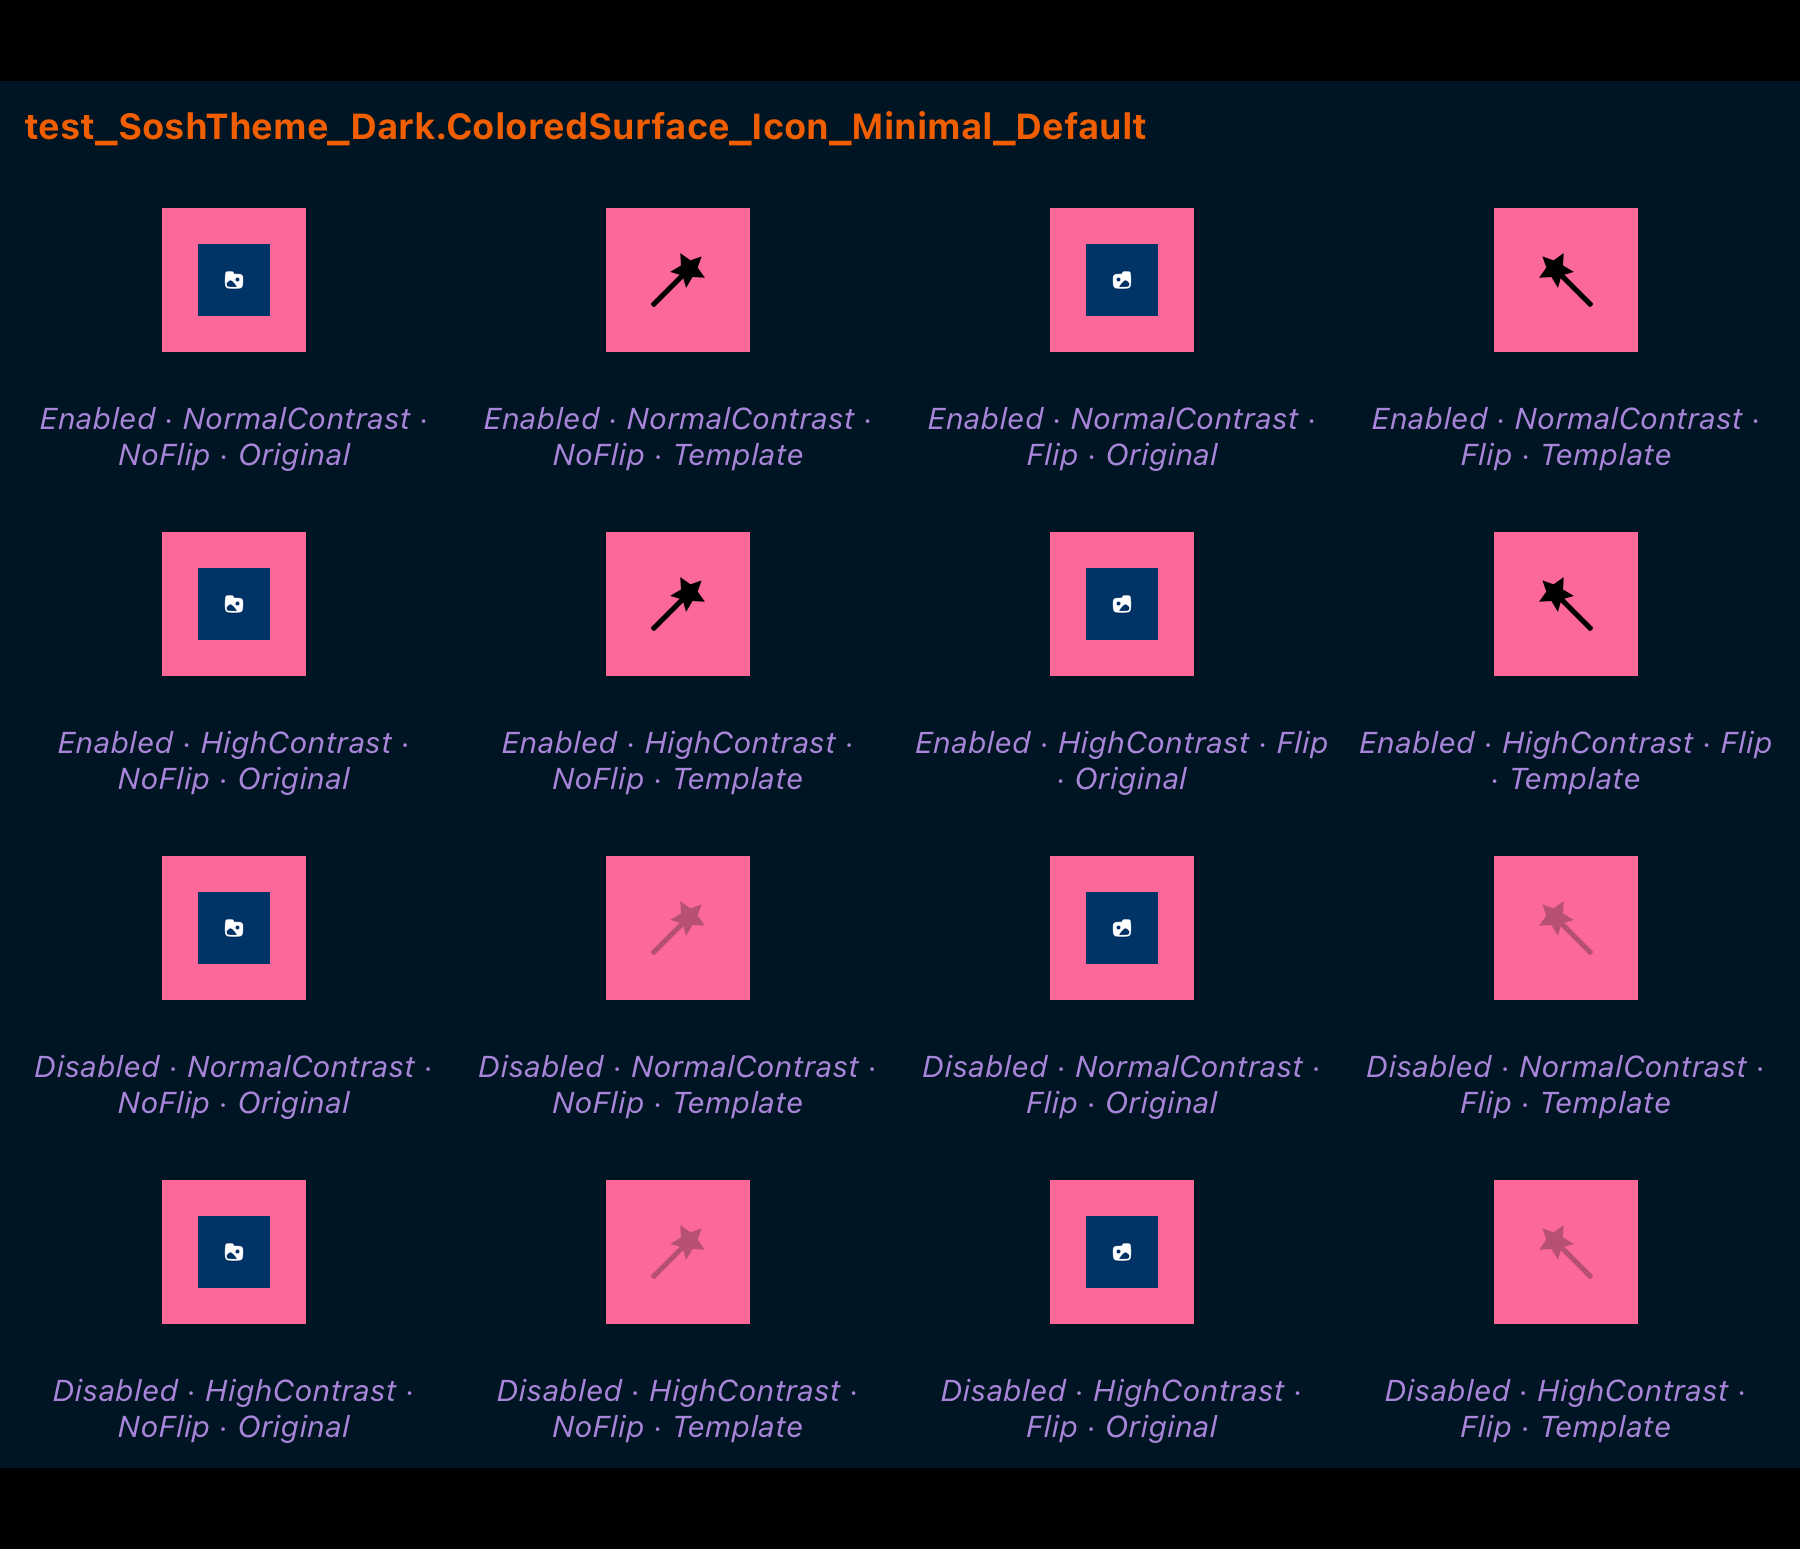 test_SoshTheme_Dark.ColoredSurface_Icon_Minimal_Default
Enabled · NormalContrast ·
NoFlip · Original
Enabled · NormalContrast ·
NoFlip · Template
Enabled · NormalContrast ·
Flip · Original
Enabled · NormalContrast ·
Flip · Template
Enabled · HighContrast ·
NoFlip · Original
Enabled · HighContrast ·
NoFlip · Template
Enabled · HighContrast · Flip
· Original
Enabled · HighContrast · Flip
· Template
Disabled · NormalContrast ·
NoFlip · Original
Disabled · NormalContrast ·
NoFlip · Template
Disabled · NormalContrast ·
Flip · Original
Disabled · NormalContrast ·
Flip · Template
Disabled · HighContrast ·
NoFlip · Original
Disabled · HighContrast ·
NoFlip · Template
Disabled · HighContrast ·
Flip · Original
Disabled · HighContrast ·
Flip · Template